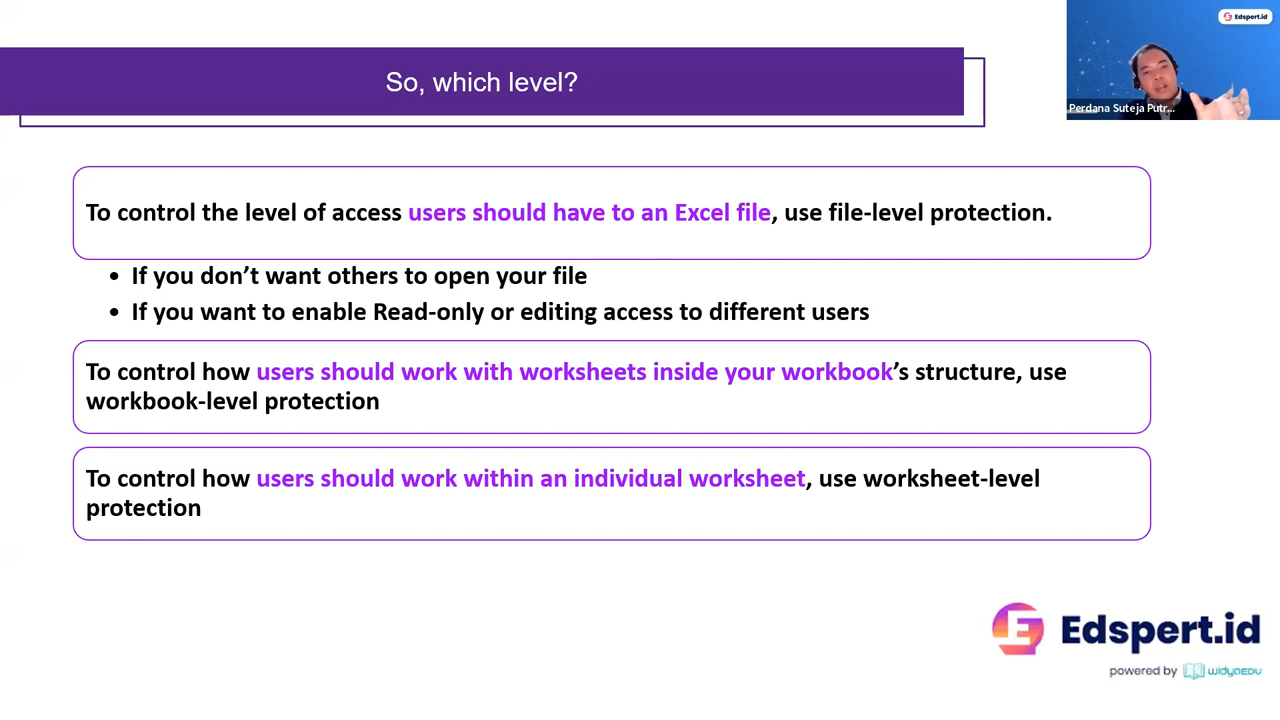 Edspert.id
So, which level?
Perdana Suteja Putr...
To control the level of access users should have to an Excel file, use file-level protection.
• If you don’t want others to open your file
• If you want to enable Read-only or editing access to different users
To control how users should work with worksheets inside your workbook’s structure, use
workbook-level protection
To control how users should work within an individual worksheet, use worksheet-level
protection
Edspert.id
powered by WIDYAEDU